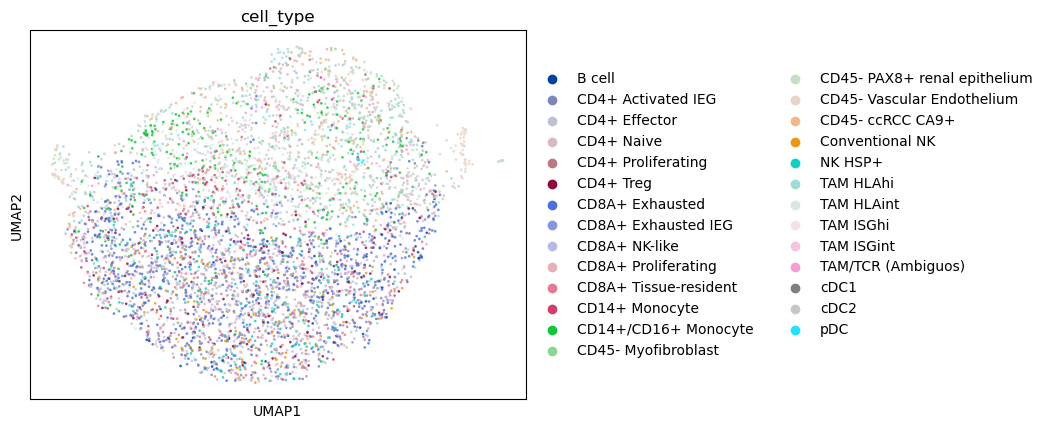 cell_type
UMAP2
UMAP1
B cell
CD4+ Activated IEG
CD4+ Effector
CD4+ Naive
CD4+ Proliferating
CD4+ Treg
CD8A+ Exhausted
CD8A+ Exhausted IEG
CD8A+ NK-like
CD8A+ Proliferating
CD8A+ Tissue-resident
CD14+ Monocyte
CD14+/CD16+ Monocyte
CD45- Myofibroblast
CD45- PAX8+ renal epithelium
CD45- Vascular Endothelium
CD45- ccRCC CA9+
Conventional NK
NK HSP+
TAM HLAhi
TAM HLAint
TAM ISGhi
TAM ISGint
TAM/TCR (Ambiguos)
cDC1
cDC2
pDC